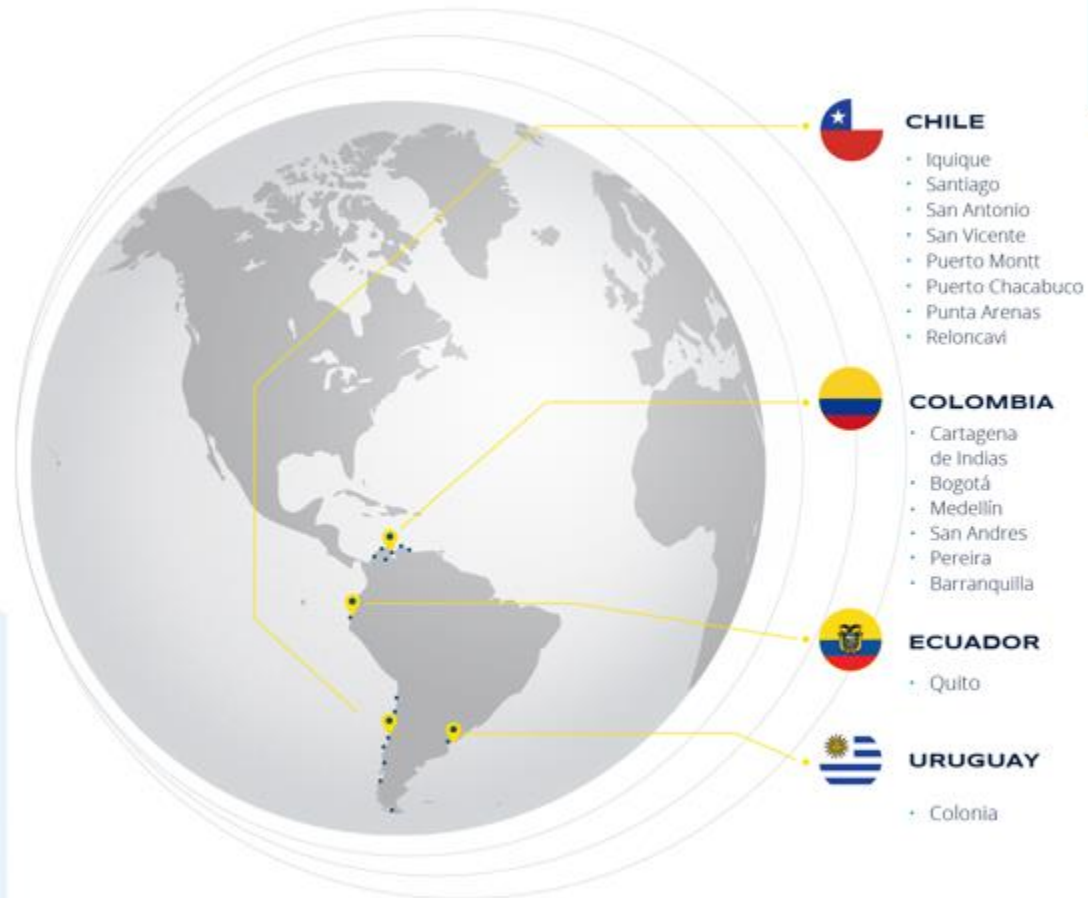 CHILE
· Iquique
· Santiago
· San Antonio
· San Vicente
· Puerto Montt
· Puerto Chacabuco
· Punta Arenas
· Reloncavi
COLOMBIA
· Cartagena
de Indias
· Bogotá
· Medellín
· San Andres
· Pereira
· Barranquilla
ECUADOR
· Quito
URUGUAY
· Colonia